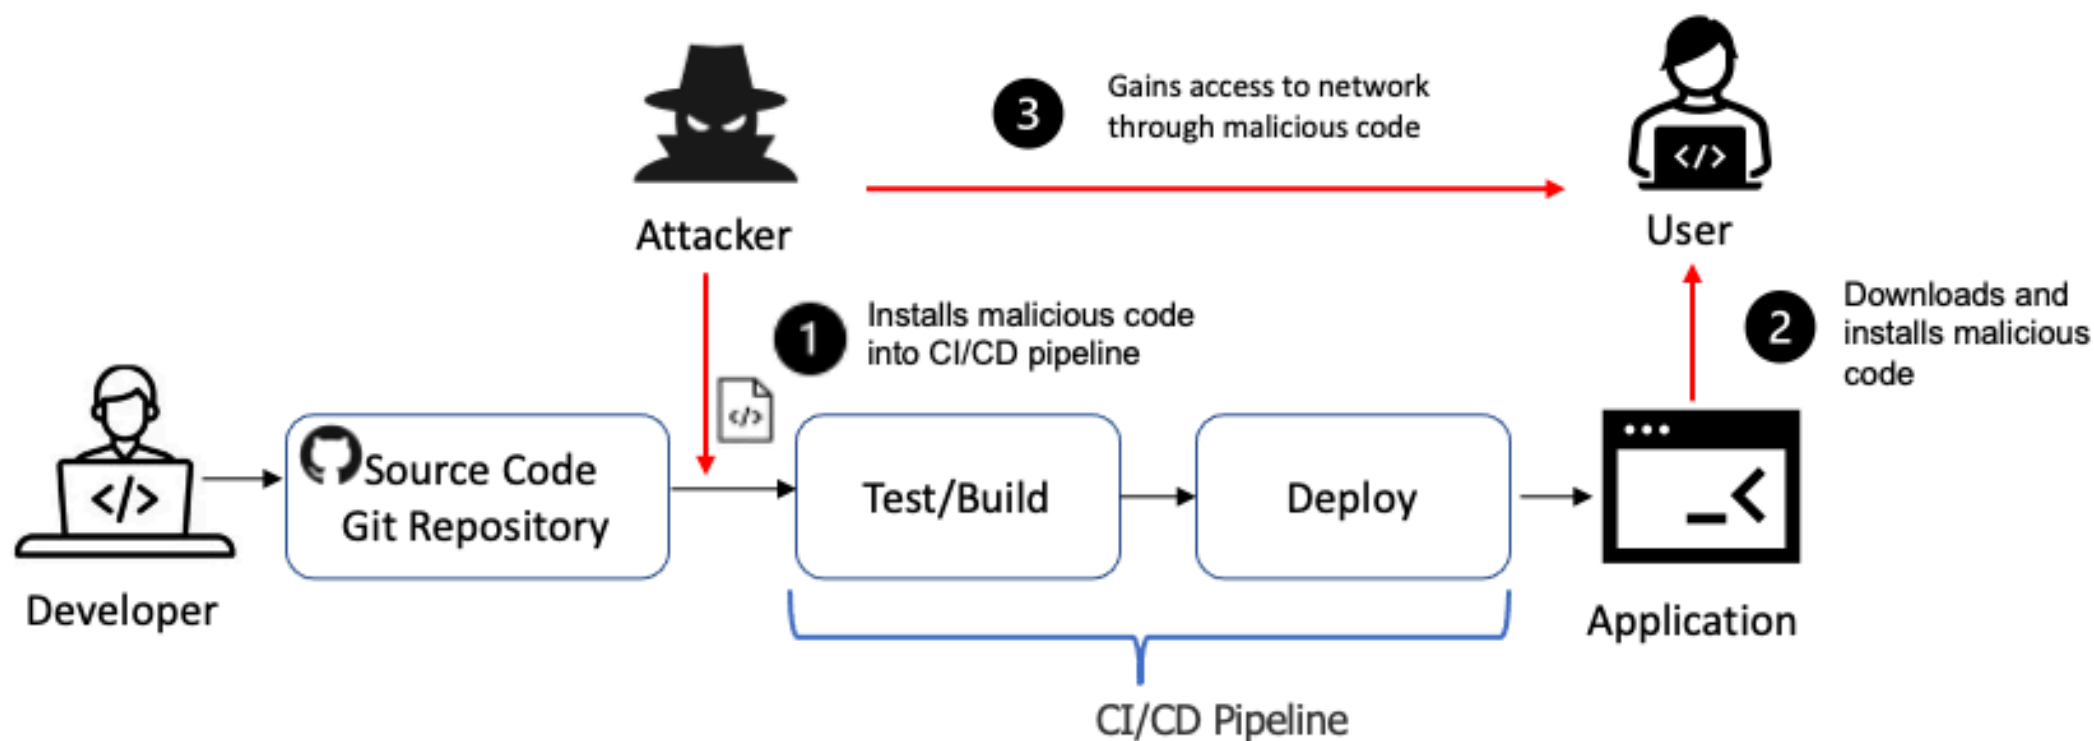 3
Gains access to network
through malicious code
</>
Attacker
User
1
Installs malicious code
into CI/CD pipeline
2
Downloads and
installs malicious
code
</>
</>
Source Code
Git Repository
Test/Build
Deploy
_<
Developer
Application
CI/CD Pipeline